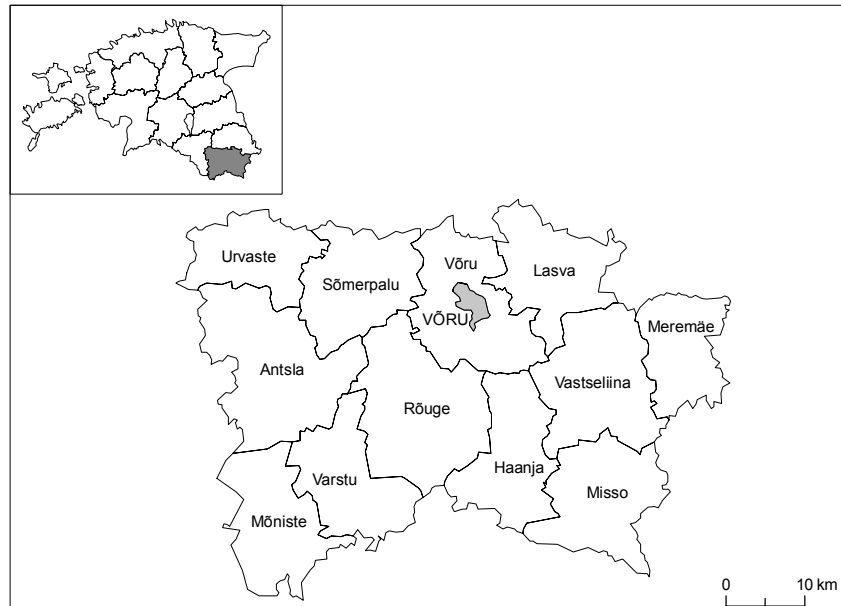 Urvaste
Sõmerpalu
Võru
Lasva
VÕRU
Meremäe
Antsla
Vastseliina
Rõuge
Varstu
Haanja
Misso
Mõniste
0 10 km